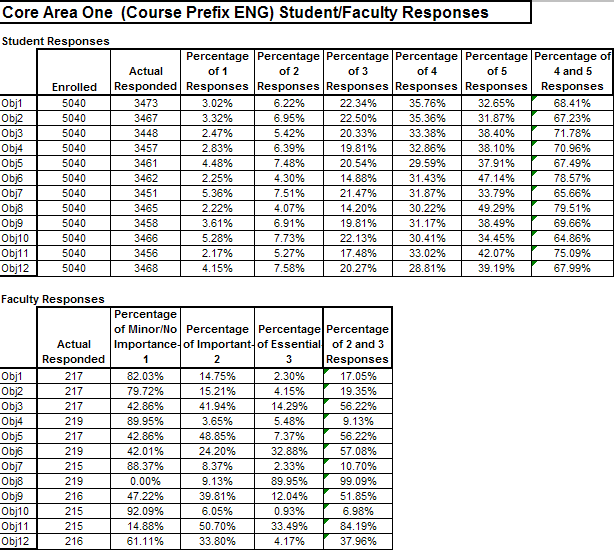 Core Area One (Course Prefix ENG) Student/Faculty Responses
Student Responses
Percentage Percentage Percentage Percentage Percentage Percentage of
Actual of 1 of 2 of 3 of 4 of 5 4 and 5
Enrolled Responded Responses Responses Responses Responses Responses Responses
Obj1 5040 3473 3.02% 6.22% 22.34% 35.76% 32.65% 68.41%
Obj2 5040 3467 3.32% 6.95% 22.50% 35.36% 31.87% 67.23%
Obj3 5040 3448 2.47% 5.42% 20.33% 33.38% 38.40% 71.78%
Obj4 5040 3457 2.83% 6.39% 19.81% 32.86% 38.10% 70.96%
Obj5 5040 3461 4.48% 7.48% 20.54% 29.59% 37.91% 67.49%
Obj6 5040 3462 2.25% 4.30% 14.88% 31.43% 47.14% 78.57%
Obj7 5040 3451 5.36% 7.51% 21.47% 31.87% 33.79% 65.66%
Obj8 5040 3465 2.22% 4.07% 14.20% 30.22% 49.29% 79.51%
Obj9 5040 3458 3.61% 6.91% 19.81% 31.17% 38.49% 69.66%
Obj10 5040 3466 5.28% 7.73% 22.13% 30.41% 34.45% 64.86%
Obj11 5040 3456 2.17% 5.27% 17.48% 33.02% 42.07% 75.09%
Obj12 5040 3468 4.15% 7.58% 20.27% 28.81% 39.19% 67.99%
Faculty Responses
Percentage
of Minor/No Percentage Percentage Percentage
Actual Importance- of Important- of Essential of 2 and 3
Responded 1 2 3 Responses
Obj1 217 82.03% 14.75% 2.30% 17.05%
Obj2 217 79.72% 15.21% 4.15% 19.35%
Obj3 217 42.86% 41.94% 14.29% 56.22%
Obj4 219 89.95% 3.65% 5.48% 9.13%
Obj5 217 42.86% 48.85% 7.37% 56.22%
Obj6 219 42.01% 24.20% 32.88% 57.08%
Obj7 215 88.37% 8.37% 2.33% 10.70%
Obj8 219 0.00% 9.13% 89.95% 99.09%
Obj9 216 47.22% 39.81% 12.04% 51.85%
Obj10 215 92.09% 6.05% 0.93% 6.98%
Obj11 215 14.88% 50.70% 33.49% 84.19%
Obj12 216 61.11% 33.80% 4.17% 37.96%